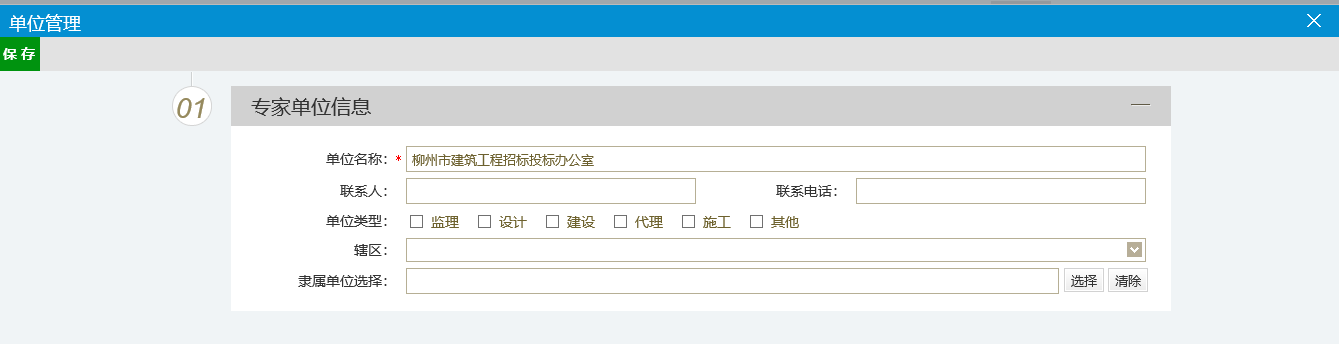 单位管理
保存
01
专家单位信息
单位名称：* 柳州市建筑工程招标投标办公室
联系人： 联系电话：
单位类型： 监理 设计 建设 代理 施工 其他
辖区：
隶属单位选择： 选择 清除